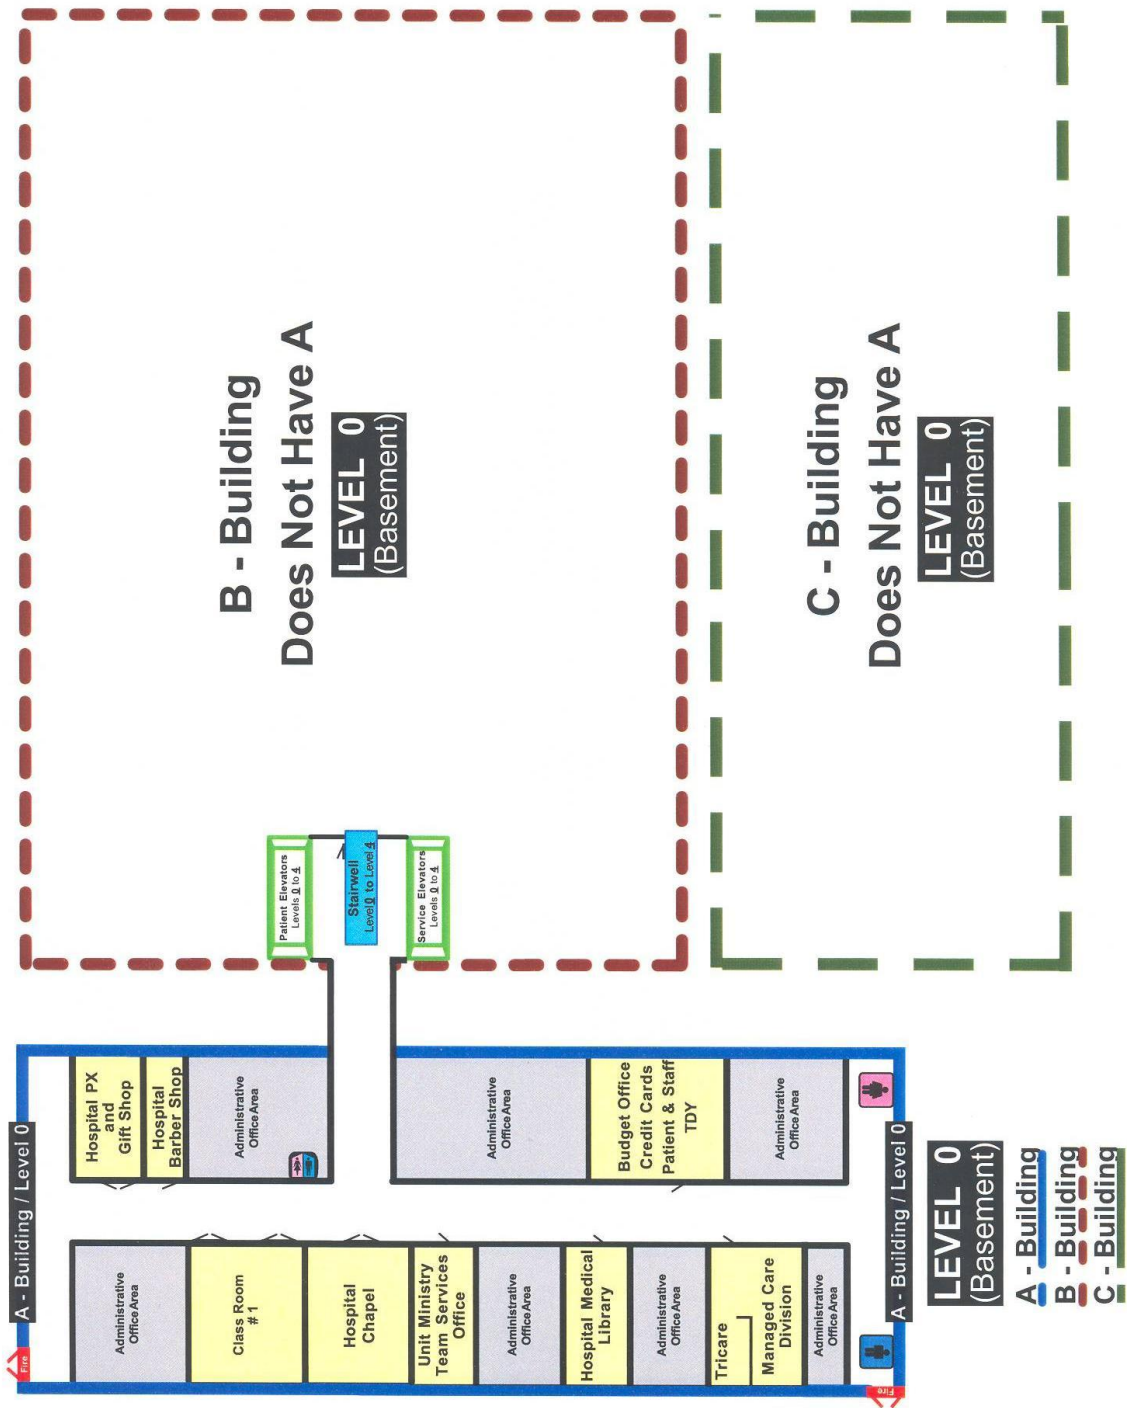 B - Building
Does Not Have A
LEVEL 0
(Basement)
C - Building
Does Not Have A
LEVEL 0
(Basement)
Patient Elevators
Levels 0 to 4
Stairwell
Level 0 to Level 4
Service Elevators
Levels 0 to 4
A - Building / Level 0
Hospital PX
and
Gift Shop
Hospital
Barber Shop
Administrative
Office Area
Administrative
Office Area
Budget Office
Credit Cards
Patient & Staff
TDY
Administrative
Office Area
Administrative
Office Area
Class Room
# 1
Hospital
Chapel
Unit Ministry
Team Services
Office
Administrative
Office Area
Hospital Medical
Library
Administrative
Office Area
Tricare
Managed Care
Division
Administrative
Office Area
Fire
Fire
A - Building / Level 0
LEVEL 0
(Basement)
A - Building
B - Building
C - Building